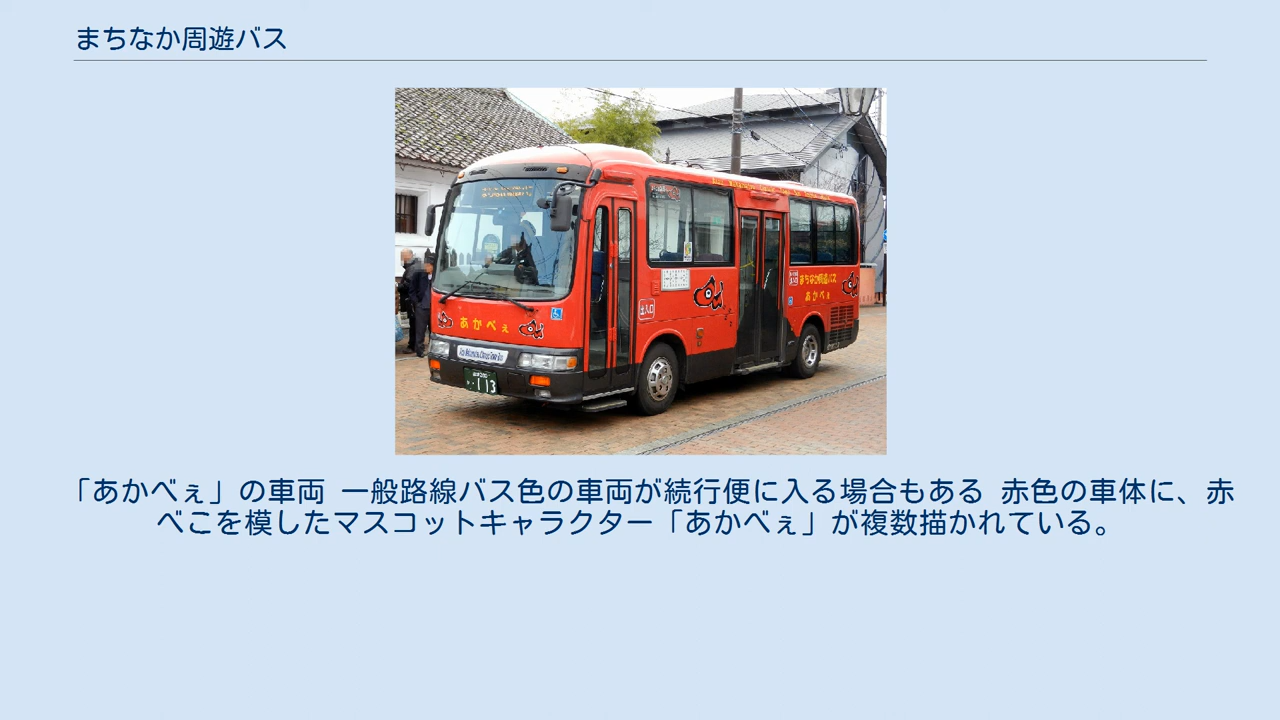 まちなか周遊バス
あかべぇ
・113
出入口
まちなか周遊バス
あかべぇ
「あかべぇ」の車両 一般路線バス色の車両が続行便に入る場合もある 赤色の車体に、赤
べこを模したマスコットキャラクター「あかべぇ」が複数描かれている。